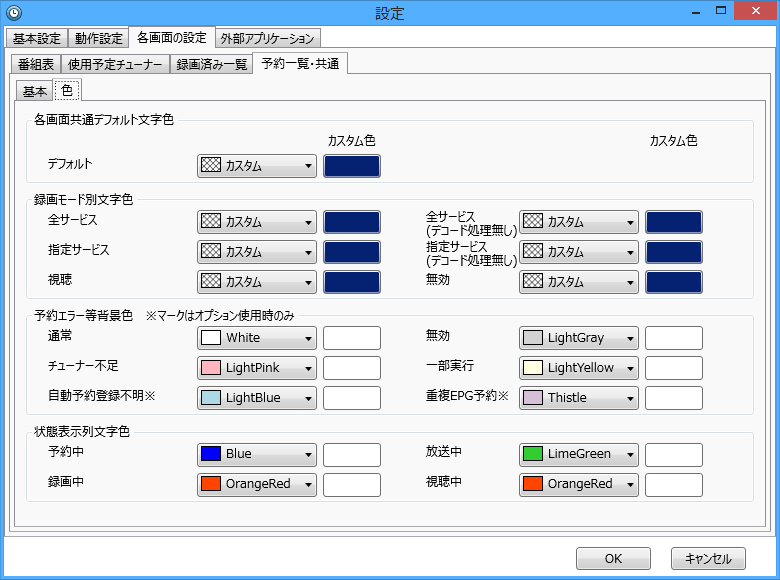 設定
基本設定 動作設定 各画面の設定 外部アプリケーション
番組表 使用予定チューナー 録画済み一覧 予約一覧・共通
基本 色
各画面共通デフォルト文字色
カスタム色 カスタム色
デフォルト カスタム
録画モード別文字色
全サービス カスタム 全サービス
(デコード処理無し) カスタム
指定サービス カスタム 指定サービス
(デコード処理無し) カスタム
視聴 カスタム 無効 カスタム
予約エラー等背景色 ※マークはオプション使用時のみ
通常 White 無効 LightGray
チューナー不足 LightPink 一部実行 LightYellow
自動予約登録不明※ LightBlue 重複EPG予約※ Thistle
状態表示列文字色
予約中 Blue 放送中 LimeGreen
録画中 OrangeRed 視聴中 OrangeRed
OK キャンセル